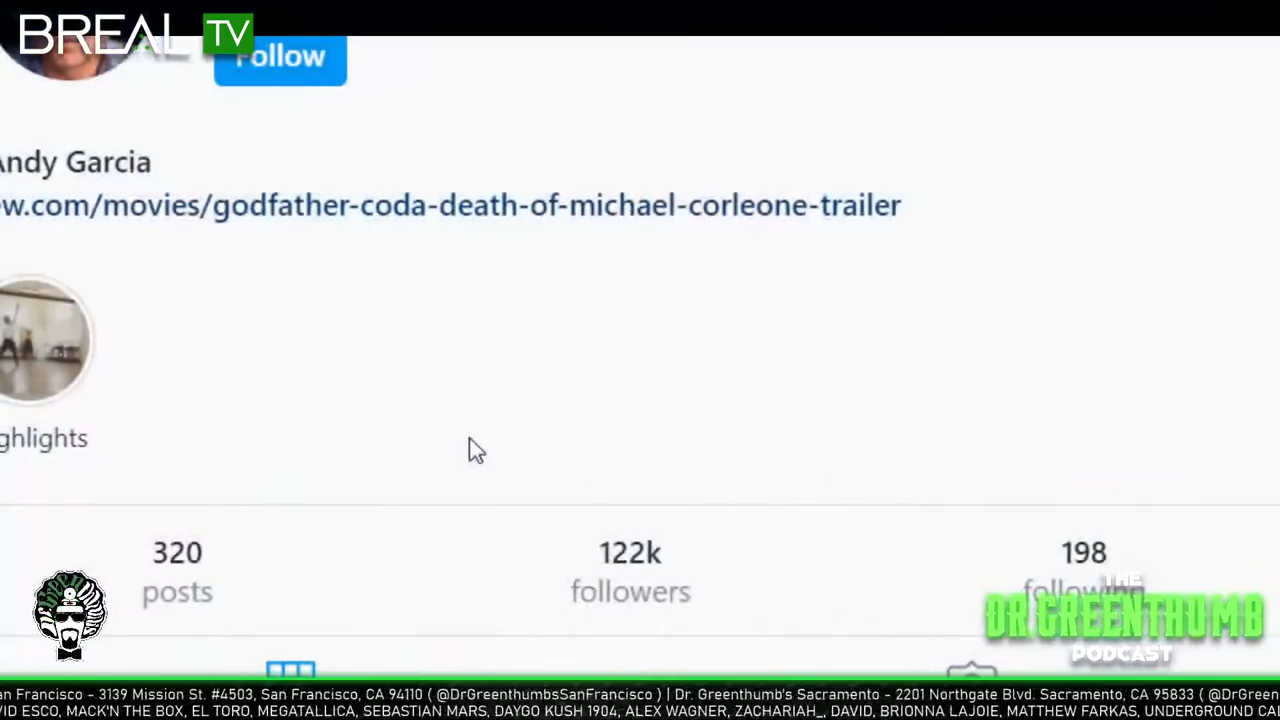 BREAL TV
Follow
Andy Garcia
ew.com/movies/godfather-coda-death-of-michael-corleone-trailer
ghlights
320
122k
198
posts
followers
following
THE
DR GREENTHUMB
PODCAST
an Francisco - 3139 Mission St. #4503, San Francisco, CA 94110 ( @DrGreenthumbsSanFrancisco ) | Dr. Greenthumb's Sacramento - 2201 Northgate Blvd. Sacramento, CA 95833 ( @DrGreen
VID ESCO, MACK'N THE BOX, EL TORO, MEGATALLICA, SEBASTIAN MARS, DAYGO KUSH 1904, ALEX WAGNER, ZACHARIAH_, DAVID, BRIONNA LAJOIE, MATTHEW FARKAS, UNDERGROUND CA